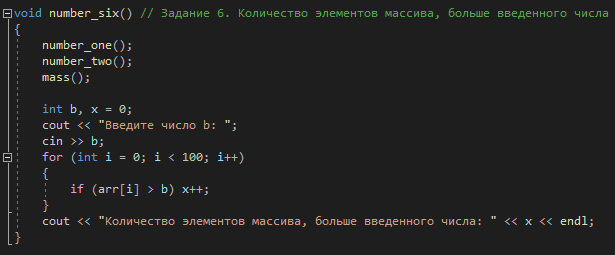 void number_six() // Задание 6. Количество элементов массива, больше введенного числа
{
number_one();
number_two();
mass();
int b, x = 0;
cout << "Введите число b: ";
cin >> b;
for (int i = 0; i < 100; i++)
{
if (arr[i] > b) x++;
}
cout << "Количество элементов массива, больше введенного числа: " << x << endl;
}